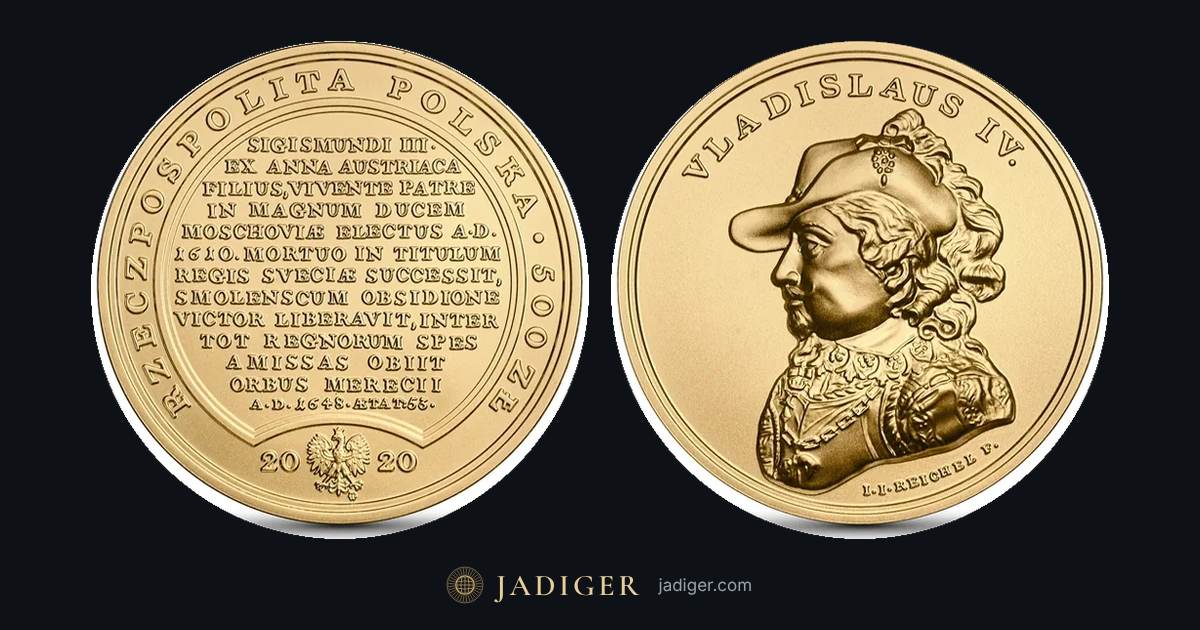 RZECZPOSPOLITA POLSKA · 500 ZŁ
SIGISMUNDI III·
EX ANNA AUSTRIACA
FILIUS, VIVENTE PATRE
IN MAGNUM DUCEM
MOSCHOVIÆ ELECTUS A.D.
1610. MORTUO IN TITULUM
REGIS SVECIÆ SUCCESSIT,
SMOLENSCUM OBSIDIONE
VICTOR LIBERAVIT, INTER
TOT REGNORUM SPES
AMISSAS OBIIT
ORBUS MERECII
A.D. 1648. ÆTAT: 53.
20 20
VLADISLAUS IV.
I·I·REICHEL F.
JADIGER jadiger.com